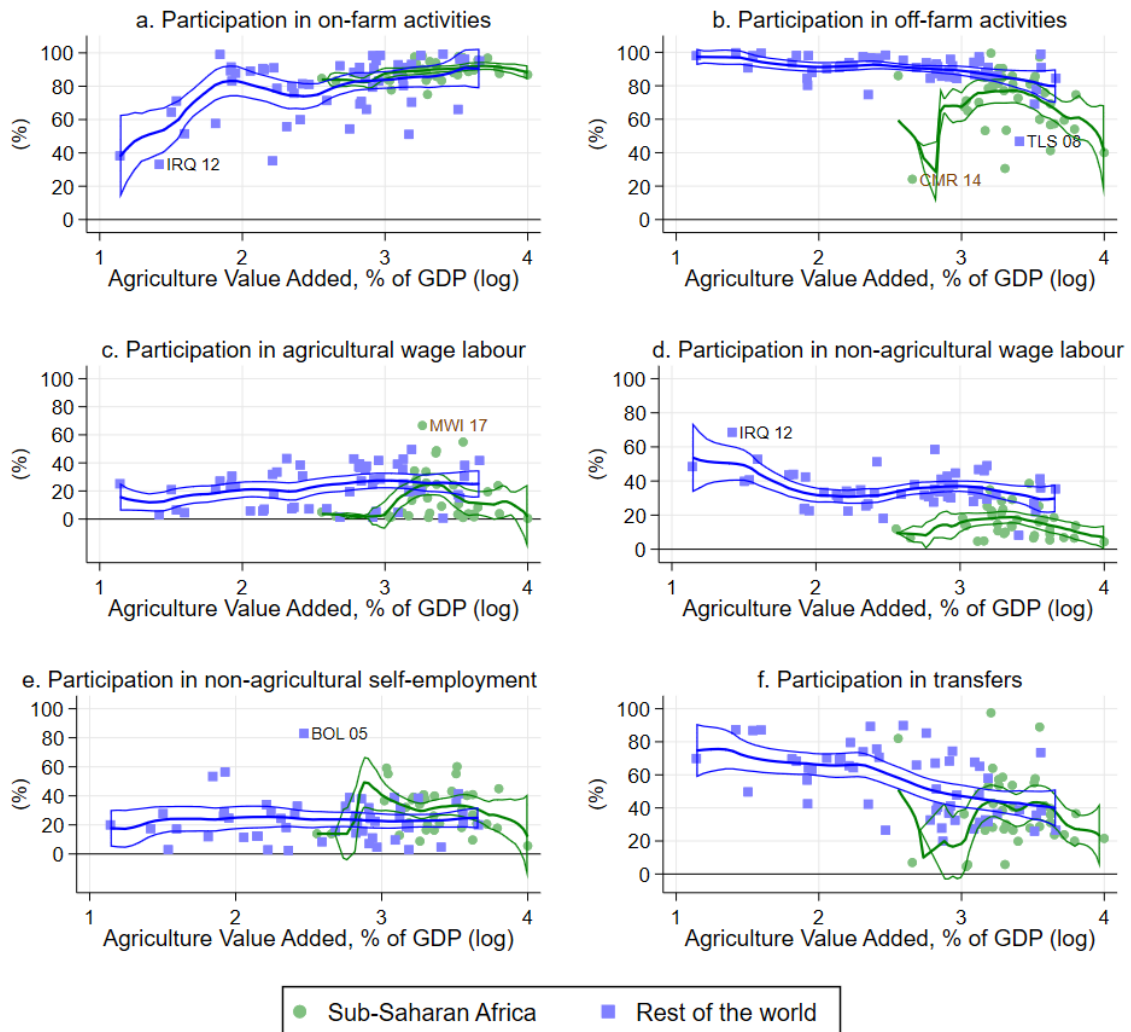 a. Participation in on-farm activities
100
80
60
40
20
0
(%)
IRQ 12
1 2 3 4
Agriculture Value Added, % of GDP (log)
b. Participation in off-farm activities
100
80
60
40
20
0
(%)
TLS 08
CMR 14
1 2 3 4
Agriculture Value Added, % of GDP (log)
c. Participation in agricultural wage labour
100
80
60
40
20
0
(%)
MWI 17
1 2 3 4
Agriculture Value Added, % of GDP (log)
d. Participation in non-agricultural wage labour
100
80
60
40
20
0
(%)
IRQ 12
1 2 3 4
Agriculture Value Added, % of GDP (log)
e. Participation in non-agricultural self-employment
100
80
60
40
20
0
(%)
BOL 05
1 2 3 4
Agriculture Value Added, % of GDP (log)
f. Participation in transfers
100
80
60
40
20
0
(%)
1 2 3 4
Agriculture Value Added, % of GDP (log)
Sub-Saharan Africa Rest of the world